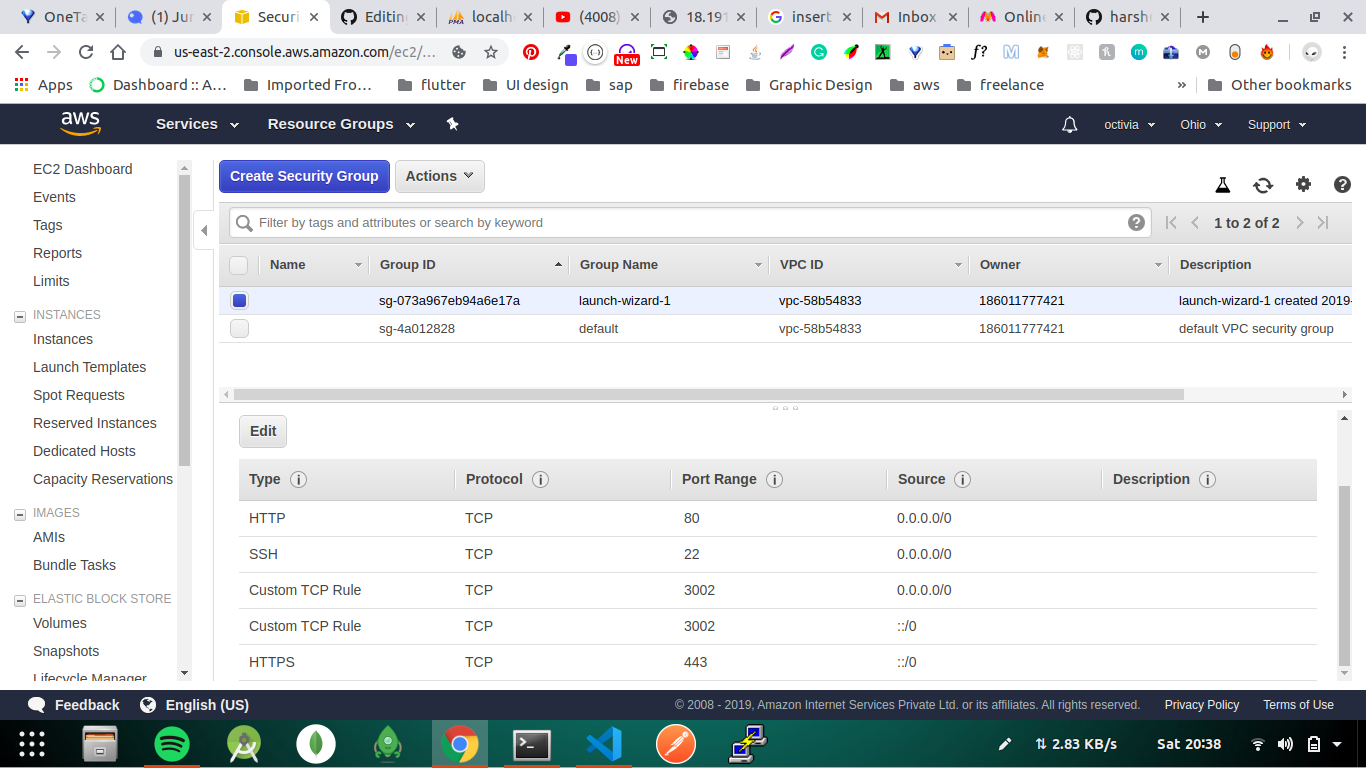 OneTa
(1) Jun
Securi
Editing
localh
(4008)
18.191
insert
Inbox
Online
harsh
us-east-2.console.aws.amazon.com/ec2/...
New
f?
Apps
Dashboard :: A...
Imported Fro...
flutter
UI design
sap
firebase
Graphic Design
aws
freelance
»
Other bookmarks
aws
Services
Resource Groups
octivia
Ohio
Support
EC2 Dashboard
Events
Tags
Reports
Limits
INSTANCES
Instances
Launch Templates
Spot Requests
Reserved Instances
Dedicated Hosts
Capacity Reservations
IMAGES
AMIs
Bundle Tasks
ELASTIC BLOCK STORE
Volumes
Snapshots
Lifecycle Manager
Create Security Group
Actions
Filter by tags and attributes or search by keyword
1 to 2 of 2
Name Group ID Group Name VPC ID Owner Description
sg-073a967eb94a6e17a launch-wizard-1 vpc-58b54833 186011777421 launch-wizard-1 created 2019-
sg-4a012828 default vpc-58b54833 186011777421 default VPC security group
Edit
Type Protocol Port Range Source Description
HTTP TCP 80 0.0.0.0/0
SSH TCP 22 0.0.0.0/0
Custom TCP Rule TCP 3002 0.0.0.0/0
Custom TCP Rule TCP 3002 ::/0
HTTPS TCP 443 ::/0
Feedback
English (US)
© 2008 - 2019, Amazon Internet Services Private Ltd. or its affiliates. All rights reserved.
Privacy Policy
Terms of Use
2.83 KB/s
Sat 20:38